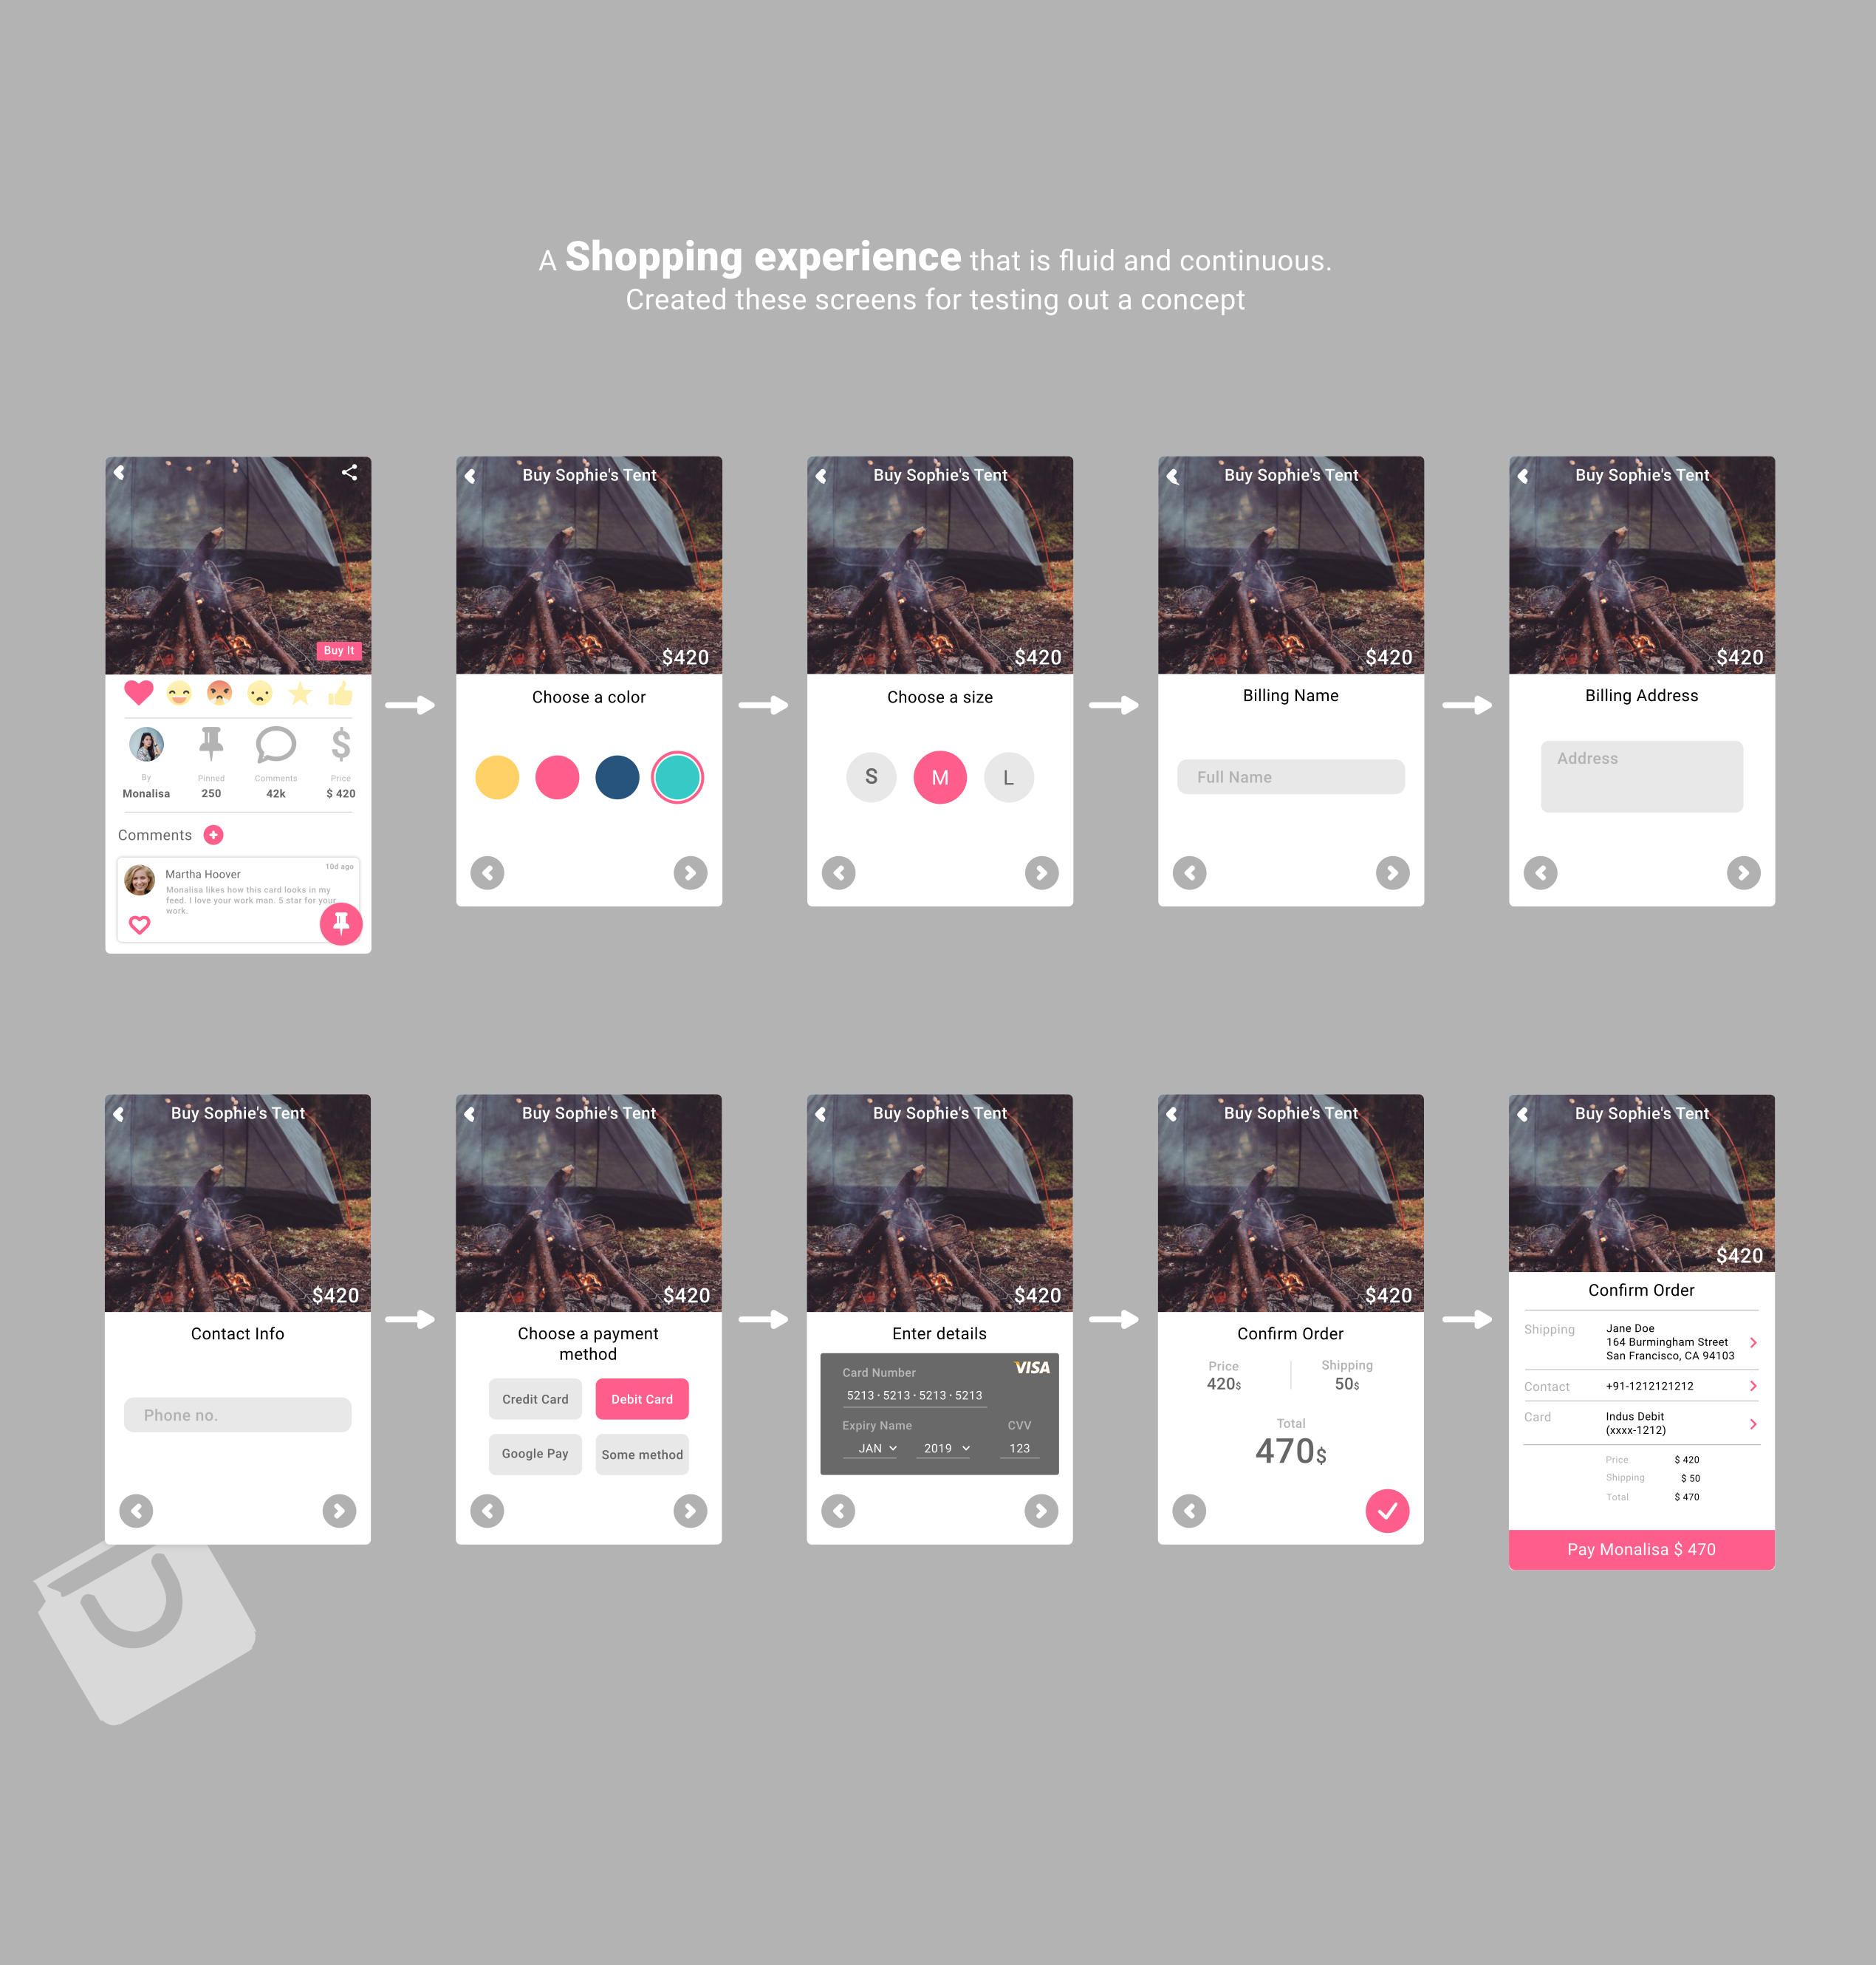 A Shopping experience that is fluid and continuous.
Created these screens for testing out a concept
Buy It
By
Monalisa
Pinned
250
Comments
42k
Price
$ 420
Comments
Martha Hoover
10d ago
Monalisa likes how this card looks in my
feed. I love your work man. 5 star for your
work.
Buy Sophie's Tent
$420
Choose a color
Buy Sophie's Tent
$420
Choose a size
S
M
L
Buy Sophie's Tent
$420
Billing Name
Full Name
Buy Sophie's Tent
$420
Billing Address
Address
Buy Sophie's Tent
$420
Contact Info
Phone no.
Buy Sophie's Tent
$420
Choose a payment
method
Credit Card
Debit Card
Google Pay
Some method
Buy Sophie's Tent
$420
Enter details
VISA
Card Number
5213 · 5213 · 5213 · 5213
Expiry Name
CVV
JAN
2019
123
Buy Sophie's Tent
$420
Confirm Order
Price
420$
Shipping
50$
Total
470$
Buy Sophie's Tent
$420
Confirm Order
Shipping
Jane Doe
164 Burmingham Street
San Francisco, CA 94103
Contact
+91-1212121212
Card
Indus Debit
(xxxx-1212)
Price $ 420
Shipping $ 50
Total $ 470
Pay Monalisa $ 470